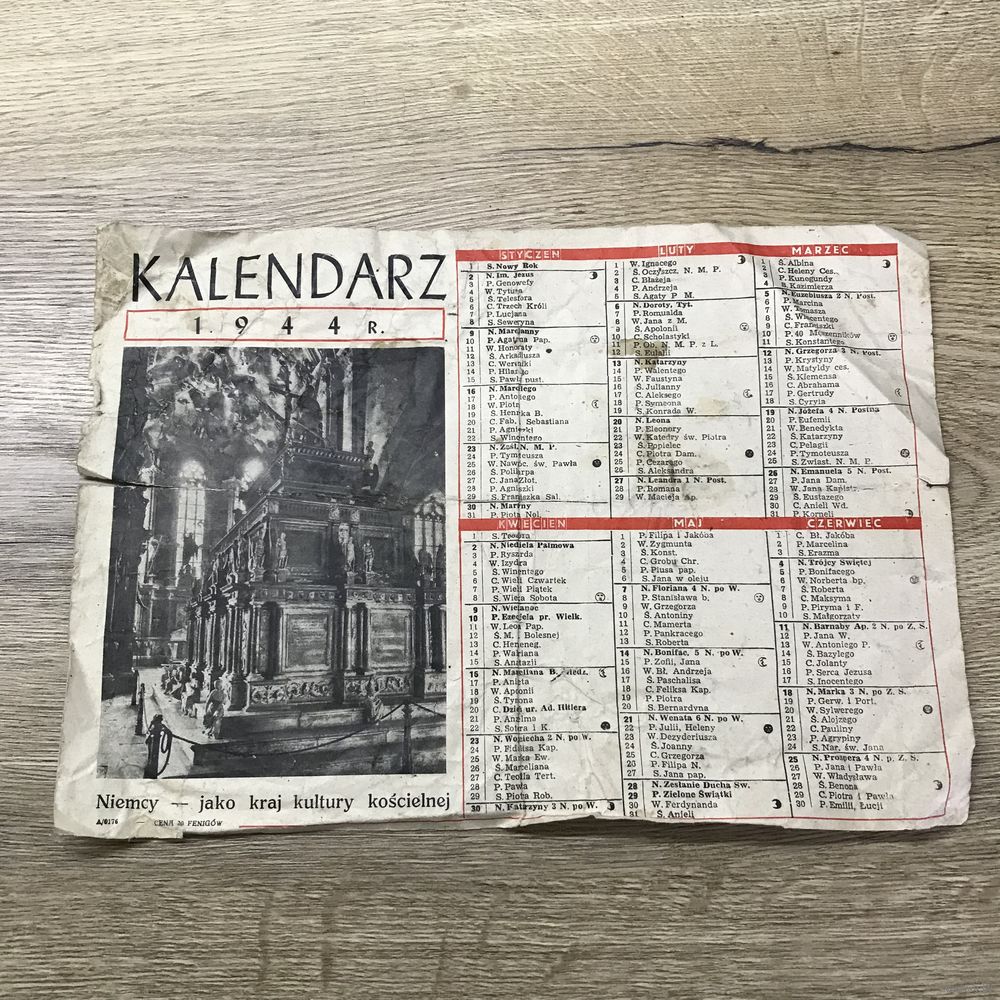 KALENDARZ
1944 R.
Niemcy — jako kraj kultury kościelnej
A/0176 CENA 20 FENIGÓW
STYCZEŃ
1 S. Nowy Rok
2 N. Im. Jezus
3 P. Genowefy
4 W. Tytusa
5 Ś. Telesfora
6 C. Trzech Króli
7 P. Lucjana
8 S. Seweryna
9 N. Marcjanny
10 P. Agatona Pap.
11 W. Honoraty
12 Ś. Arkadiusza
13 C. Weroniki
14 P. Hilarego
15 S. Pawła pust.
16 N. Marcłego
17 P. Antoniego
18 W. Piotra
19 Ś. Henryka B.
20 C. Fab. i Sebastiana
21 P. Agnieszki
22 S. Wincentego
23 N. Zaśl. N. M. P.
24 P. Tymoteusza
25 W. Nawóc. św. Pawła
26 Ś. Polikarpa
27 C. Jana Złot.
28 P. Agnieszki
29 S. Franciszka Sal.
30 N. Martyny
31 P. Piotra Nol.
LUTY
1 W. Ignacego
2 Ś. Oczyszcz. N. M. P.
3 C. Błażeja
4 P. Andrzeja
5 S. Agaty P. M.
6 N. Doroty, Tyt.
7 P. Romualda
8 W. Jana z M.
9 Ś. Apolonii
10 C. Scholastyki
11 P. Ob. N. M. P. z L.
12 S. Eulalii
13 N. Katarzyny
14 P. Walentego
15 W. Faustyna
16 Ś. Julianny
17 C. Aleksego
18 P. Symeona
19 S. Konrada W.
20 N. Leona
21 P. Eleonory
22 W. Katedry św. Piotra
23 Ś. Popielec
24 C. Piotra Dam.
25 P. Cezarego
26 S. Aleksandra
27 N. Leandra 1 N. Post.
28 P. Romana
29 W. Macieja Ap.
MARZEC
1 Ś. Albina
2 C. Heleny Ces.
3 P. Kunegundy
4 S. Kazimierza
5 N. Euzebiusza 2 N. Post.
6 P. Marcina
7 W. Tomasza
8 Ś. Wincentego
9 C. Franciszki
10 P. 40 Męczenników
11 S. Konstantego
12 N. Grzegorza 3 N. Post.
13 P. Krystyny
14 W. Matyldy ces.
15 Ś. Klemensa
16 C. Abrahama
17 P. Gertrudy
18 S. Cyryla
19 N. Józefa 4 N. Postna
20 P. Eufemii
21 W. Benedykta
22 Ś. Katarzyny
23 C. Pelagii
24 P. Tymoteusza
25 S. Zwiast. N. M. P.
26 N. Emanuela 5 N. Post.
27 P. Jana Dam.
28 W. Jana Kapistr.
29 Ś. Eustazego
30 C. Anieli Wd.
31 P. Kornelii
KWIECIEŃ
1 S. Teodora
2 N. Niedziela Palmowa
3 P. Ryszarda
4 W. Izydra
5 Ś. Wincentego
6 C. Wielki Czwartek
7 P. Wielki Piątek
8 S. Wielka Sobota
9 N. Wielkanoc
10 P. Ezechiela pr. Wielk.
11 W. Leona Pap.
12 Ś. M. Bolesnej
13 C. Heneneg.
14 P. Wariana
15 S. Anastazji
16 N. Marceliana B. Niedz.
17 P. Anicta
18 W. Aponii
19 Ś. Tymona
20 C. Dzień ur. Ad. Hitlera
21 P. Anzelma
22 S. Sotra i K.
23 N. Wojciecha 2 N. po W.
24 P. Fidelisa Kap.
25 W. Marka Ew.
26 Ś. Marceliana
27 C. Teofila Tert.
28 P. Pawła
29 S. Piotra Rob.
30 N. Katarzyny 3 N. po W.
MAJ
1 P. Filipa i Jakóba
2 W. Zygmunta
3 Ś. Konst.
4 C. Grobu Chr.
5 P. Piusa pap.
6 S. Jana w oleju
7 N. Floriana 4 N. po W.
8 P. Stanisława b.
9 W. Grzegorza
10 Ś. Antoniny
11 C. Mamerta
12 P. Pankracego
13 S. Roberta
14 N. Bonifac. 5 N. po W.
15 P. Zofii, Jana
16 W. Bł. Andrzeja
17 Ś. Paschalisa
18 C. Feliksa Kap.
19 P. Piotra
20 S. Bernardyna
21 N. Wenata 6 N. po W.
22 P. Julii, Heleny
23 W. Dezyderiusza
24 Ś. Joanny
25 C. Grzegorza
26 P. Filipa N.
27 S. Jana pap.
28 N. Zesłanie Ducha Sw.
29 P. Zielone Świątki
30 W. Ferdynanda
31 Ś. Anieli
CZERWIEC
1 C. Bł. Jakóba
2 P. Marcelina
3 S. Erazma
4 N. Trójcy Świętej
5 P. Bonifacego
6 W. Norberta bp.
7 Ś. Roberta
8 C. Maksyma
9 P. Piryma i F.
10 S. Małgorzaty
11 N. Barnaby Ap. 2 N. po Z. S.
12 P. Jana W.
13 W. Antoniego P.
14 Ś. Bazylego
15 C. Jolanty
16 P. Serca Jezusa
17 S. Inocentego
18 N. Marka 3 N. po Z. S.
19 P. Gerw. i Port.
20 W. Sylwerego
21 Ś. Alojzego
22 C. Pauliny
23 P. Agrypiny
24 S. Nar. św. Jana
25 N. Prospera 4 N. p. Z. S.
26 P. Jana i Pawła
27 W. Władysława
28 Ś. Benona
29 C. Piotra i Pawła
30 P. Emilii, Łucji